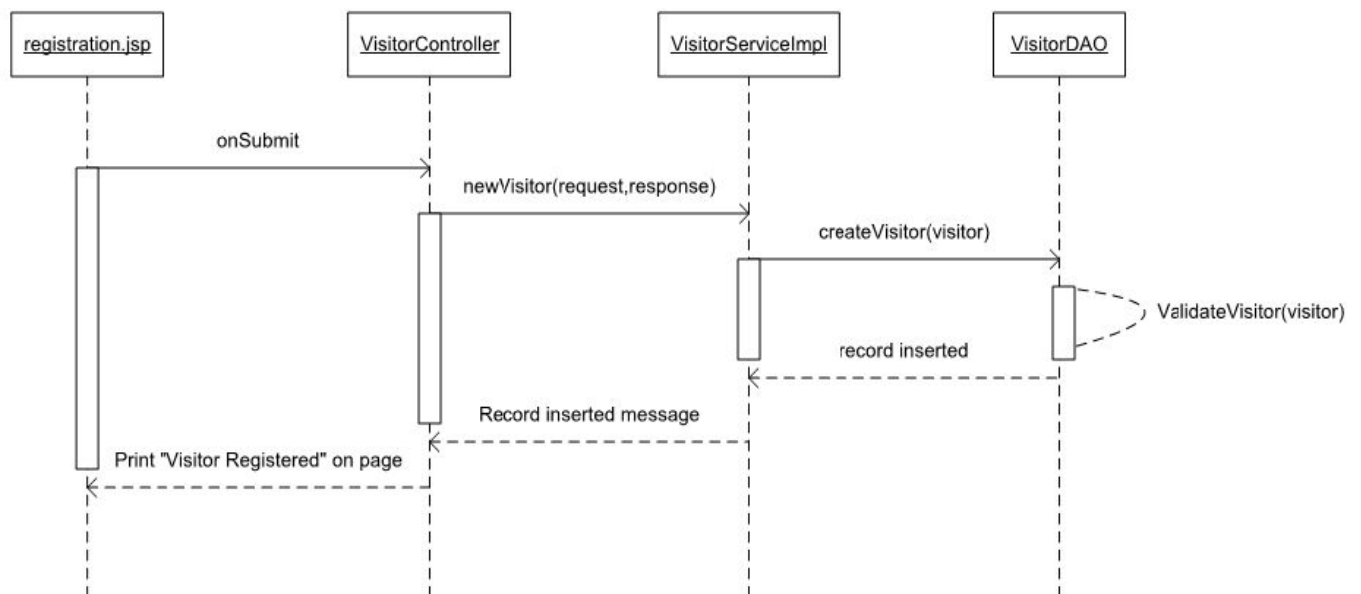 registration.jsp
VisitorController
VisitorServiceImpl
VisitorDAO
onSubmit
newVisitor(request,response)
createVisitor(visitor)
ValidateVisitor(visitor)
record inserted
Record inserted message
Print "Visitor Registered" on page